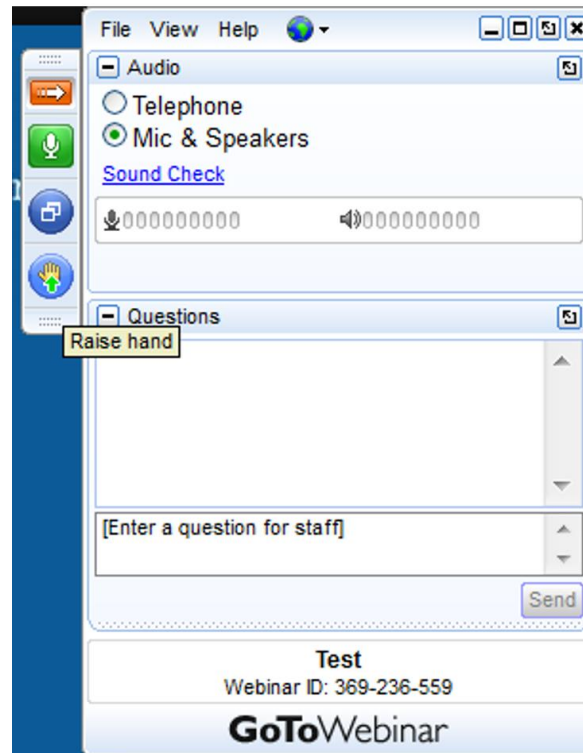 File View Help
Audio
Telephone
Mic & Speakers
Sound Check
000000000 000000000
Questions
Raise hand
[Enter a question for staff]
Send
Test
Webinar ID: 369-236-559
GoToWebinar